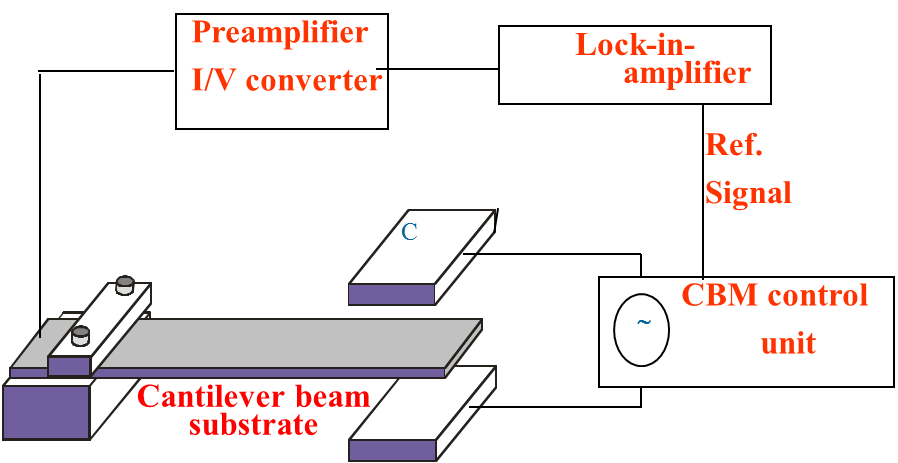 Preamplifier
I/V converter
Lock-in-
amplifier
Ref.
Signal
C
CBM control
~
unit
Cantilever beam
substrate